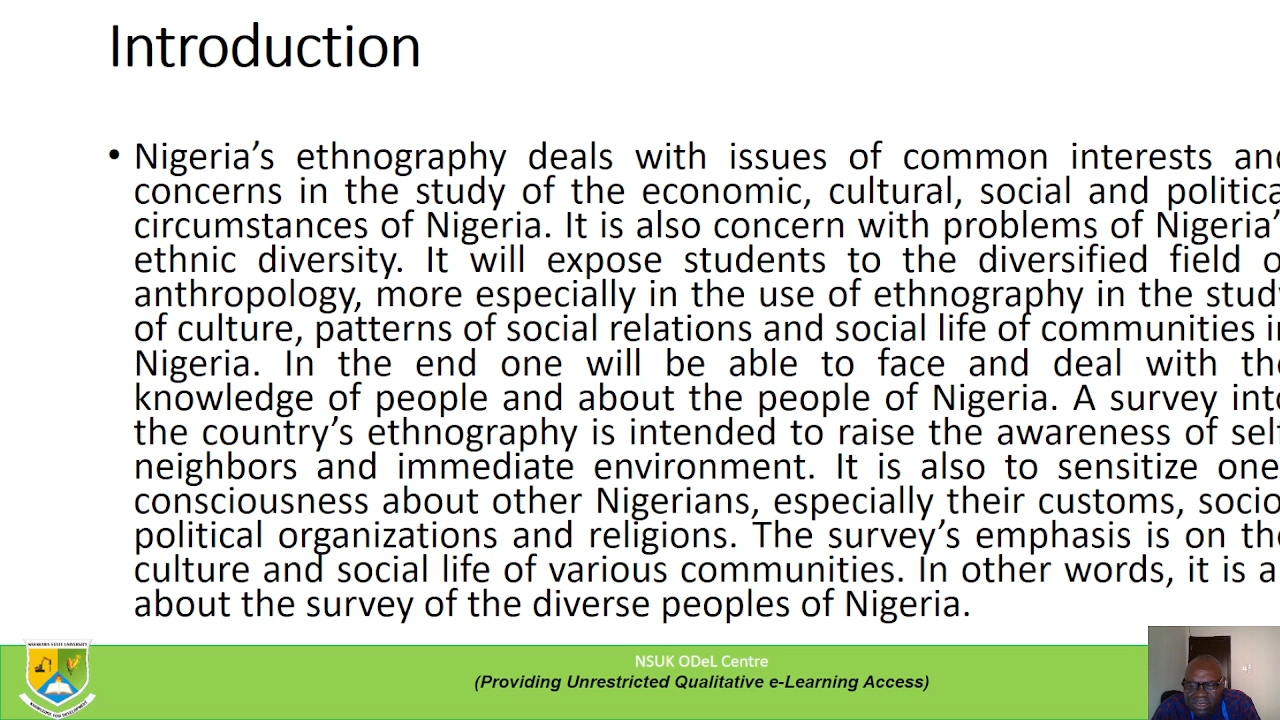 Introduction
• Nigeria's ethnography deals with issues of common interests and
concerns in the study of the economic, cultural, social and politica
circumstances of Nigeria. It is also concern with problems of Nigeria'
ethnic diversity. It will expose students to the diversified field o
anthropology, more especially in the use of ethnography in the study
of culture, patterns of social relations and social life of communities i
Nigeria. In the end one will be able to face and deal with the
knowledge of people and about the people of Nigeria. A survey into
the country's ethnography is intended to raise the awareness of self
neighbors and immediate environment. It is also to sensitize one
consciousness about other Nigerians, especially their customs, socio
political organizations and religions. The survey's emphasis is on the
culture and social life of various communities. In other words, it is a
about the survey of the diverse peoples of Nigeria.
NASARAWA STATE UNIVERSITY
KNOWLEDGE FOR DEVELOPMENT
NSUK ODeL Centre
(Providing Unrestricted Qualitative e-Learning Access)